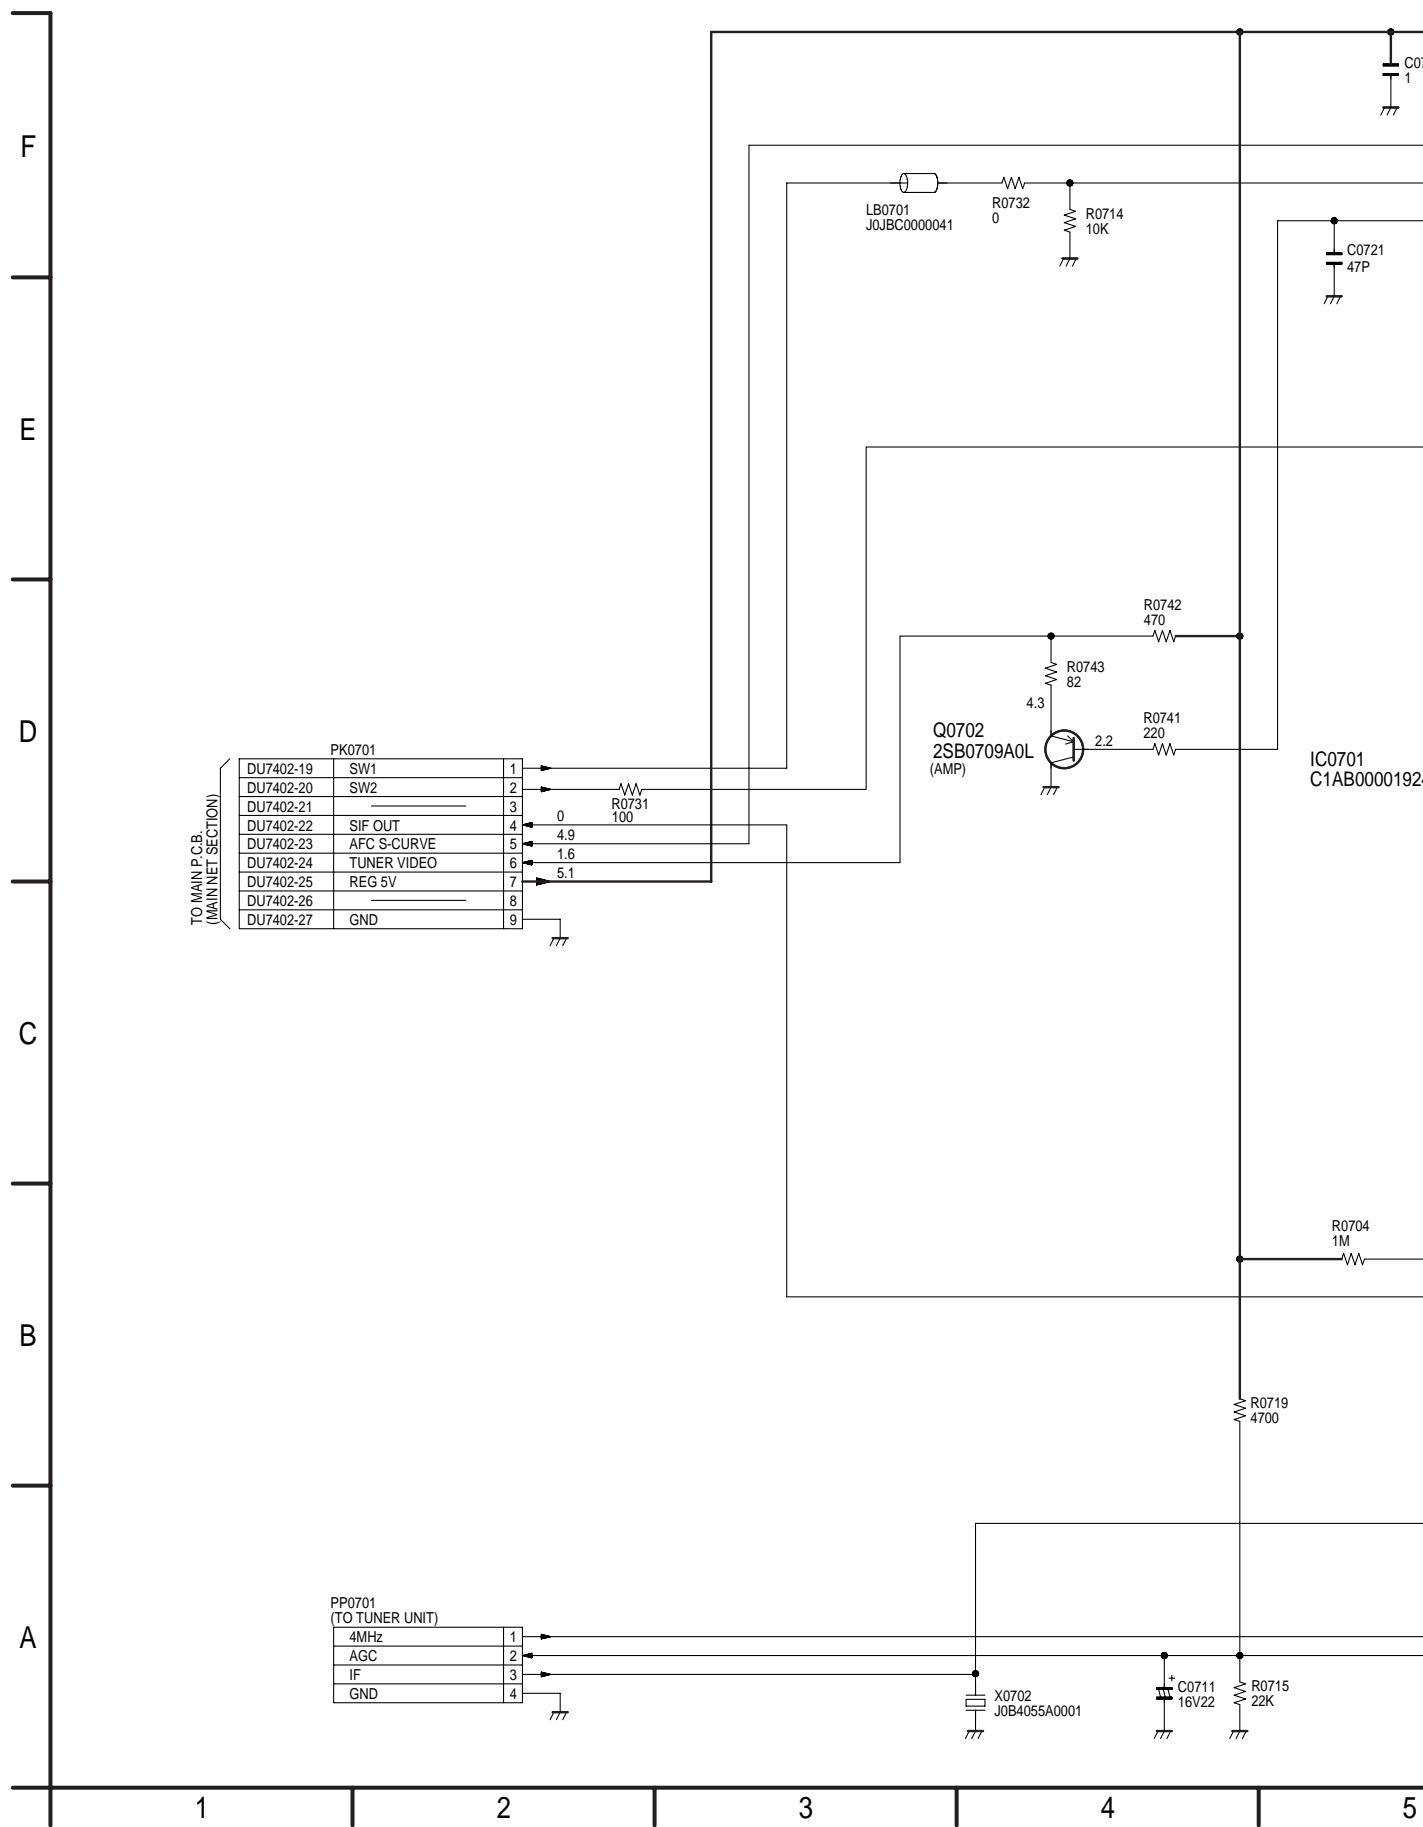 C07
1
F
LB0701
J0JBC0000041
R0732
0
R0714
10K
C0721
47P
E
R0742
470
R0743
82
4.3
D
Q0702
2SB0709A0L
(AMP)
2.2
R0741
220
IC0701
C1AB00001924
PK0701
TO MAIN P.C.B.
(MAIN NET SECTION)
DU7402-19 SW1 1
DU7402-20 SW2 2
DU7402-21 3
DU7402-22 SIF OUT 4
DU7402-23 AFC S-CURVE 5
DU7402-24 TUNER VIDEO 6
DU7402-25 REG 5V 7
DU7402-26 8
DU7402-27 GND 9
R0731
100
0
4.9
1.6
5.1
C
R0704
1M
B
R0719
4700
A
PP0701
(TO TUNER UNIT)
4MHz 1
AGC 2
IF 3
GND 4
X0702
J0B4055A0001
+
C0711
16V22
R0715
22K
1 2 3 4 5